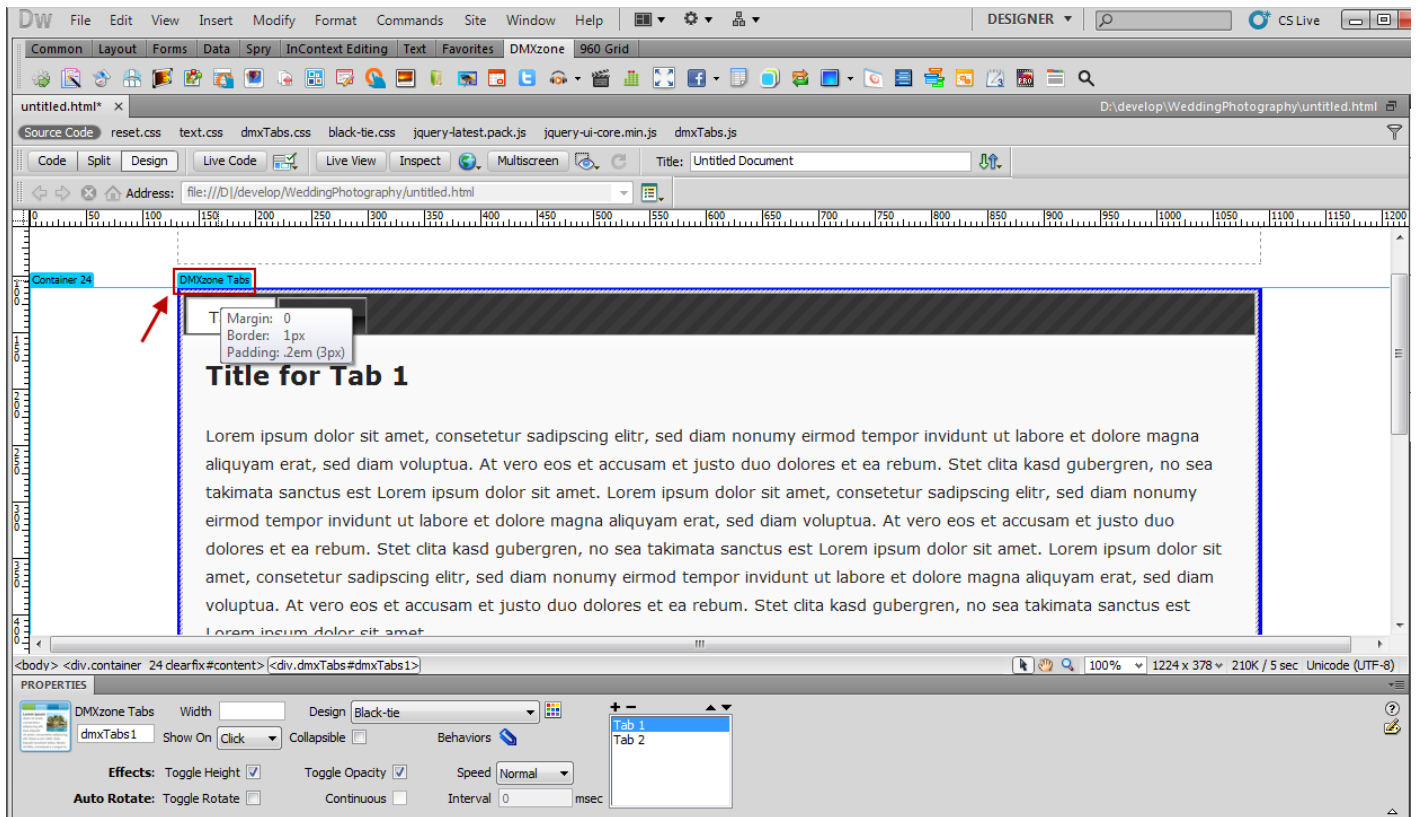 DW File Edit View Insert Modify Format Commands Site Window Help DESIGNER CS Live
Common Layout Forms Data Spry InContext Editing Text Favorites DMXzone 960 Grid
untitled.html* D:\develop\WeddingPhotography\untitled.html
Source Code reset.css text.css dmxTabs.css black-tie.css jquery-latest.pack.js jquery-ui-core.min.js dmxTabs.js
Code Split Design Live Code Live View Inspect Multiscreen Title: Untitled Document
Address: file:///D|/develop/WeddingPhotography/untitled.html
0 50 100 150 200 250 300 350 400 450 500 550 600 650 700 750 800 850 900 950 1000 1050 1100 1150 1200
Container 24 DMXzone Tabs
Margin: 0
Border: 1px
Padding: .2em (3px)
Title for Tab 1
Lorem ipsum dolor sit amet, consetetur sadipscing elitr, sed diam nonumy eirmod tempor invidunt ut labore et dolore magna
aliquyam erat, sed diam voluptua. At vero eos et accusam et justo duo dolores et ea rebum. Stet clita kasd gubergren, no sea
takimata sanctus est Lorem ipsum dolor sit amet. Lorem ipsum dolor sit amet, consetetur sadipscing elitr, sed diam nonumy
eirmod tempor invidunt ut labore et dolore magna aliquyam erat, sed diam voluptua. At vero eos et accusam et justo duo
dolores et ea rebum. Stet clita kasd gubergren, no sea takimata sanctus est Lorem ipsum dolor sit amet. Lorem ipsum dolor sit
amet, consetetur sadipscing elitr, sed diam nonumy eirmod tempor invidunt ut labore et dolore magna aliquyam erat, sed diam
voluptua. At vero eos et accusam et justo duo dolores et ea rebum. Stet clita kasd gubergren, no sea takimata sanctus est
Lorem ipsum dolor sit amet.
<body> <div.container_24 clearfix#content> <div.dmxTabs#dmxTabs1> 100% 1224 x 378 210K / 5 sec Unicode (UTF-8)
PROPERTIES
DMXzone Tabs Width Design Black-tie
dmxTabs1 Show On Click Collapsible Behaviors
Tab 1
Tab 2
Effects: Toggle Height Toggle Opacity Speed Normal
Auto Rotate: Toggle Rotate Continuous Interval 0 msec